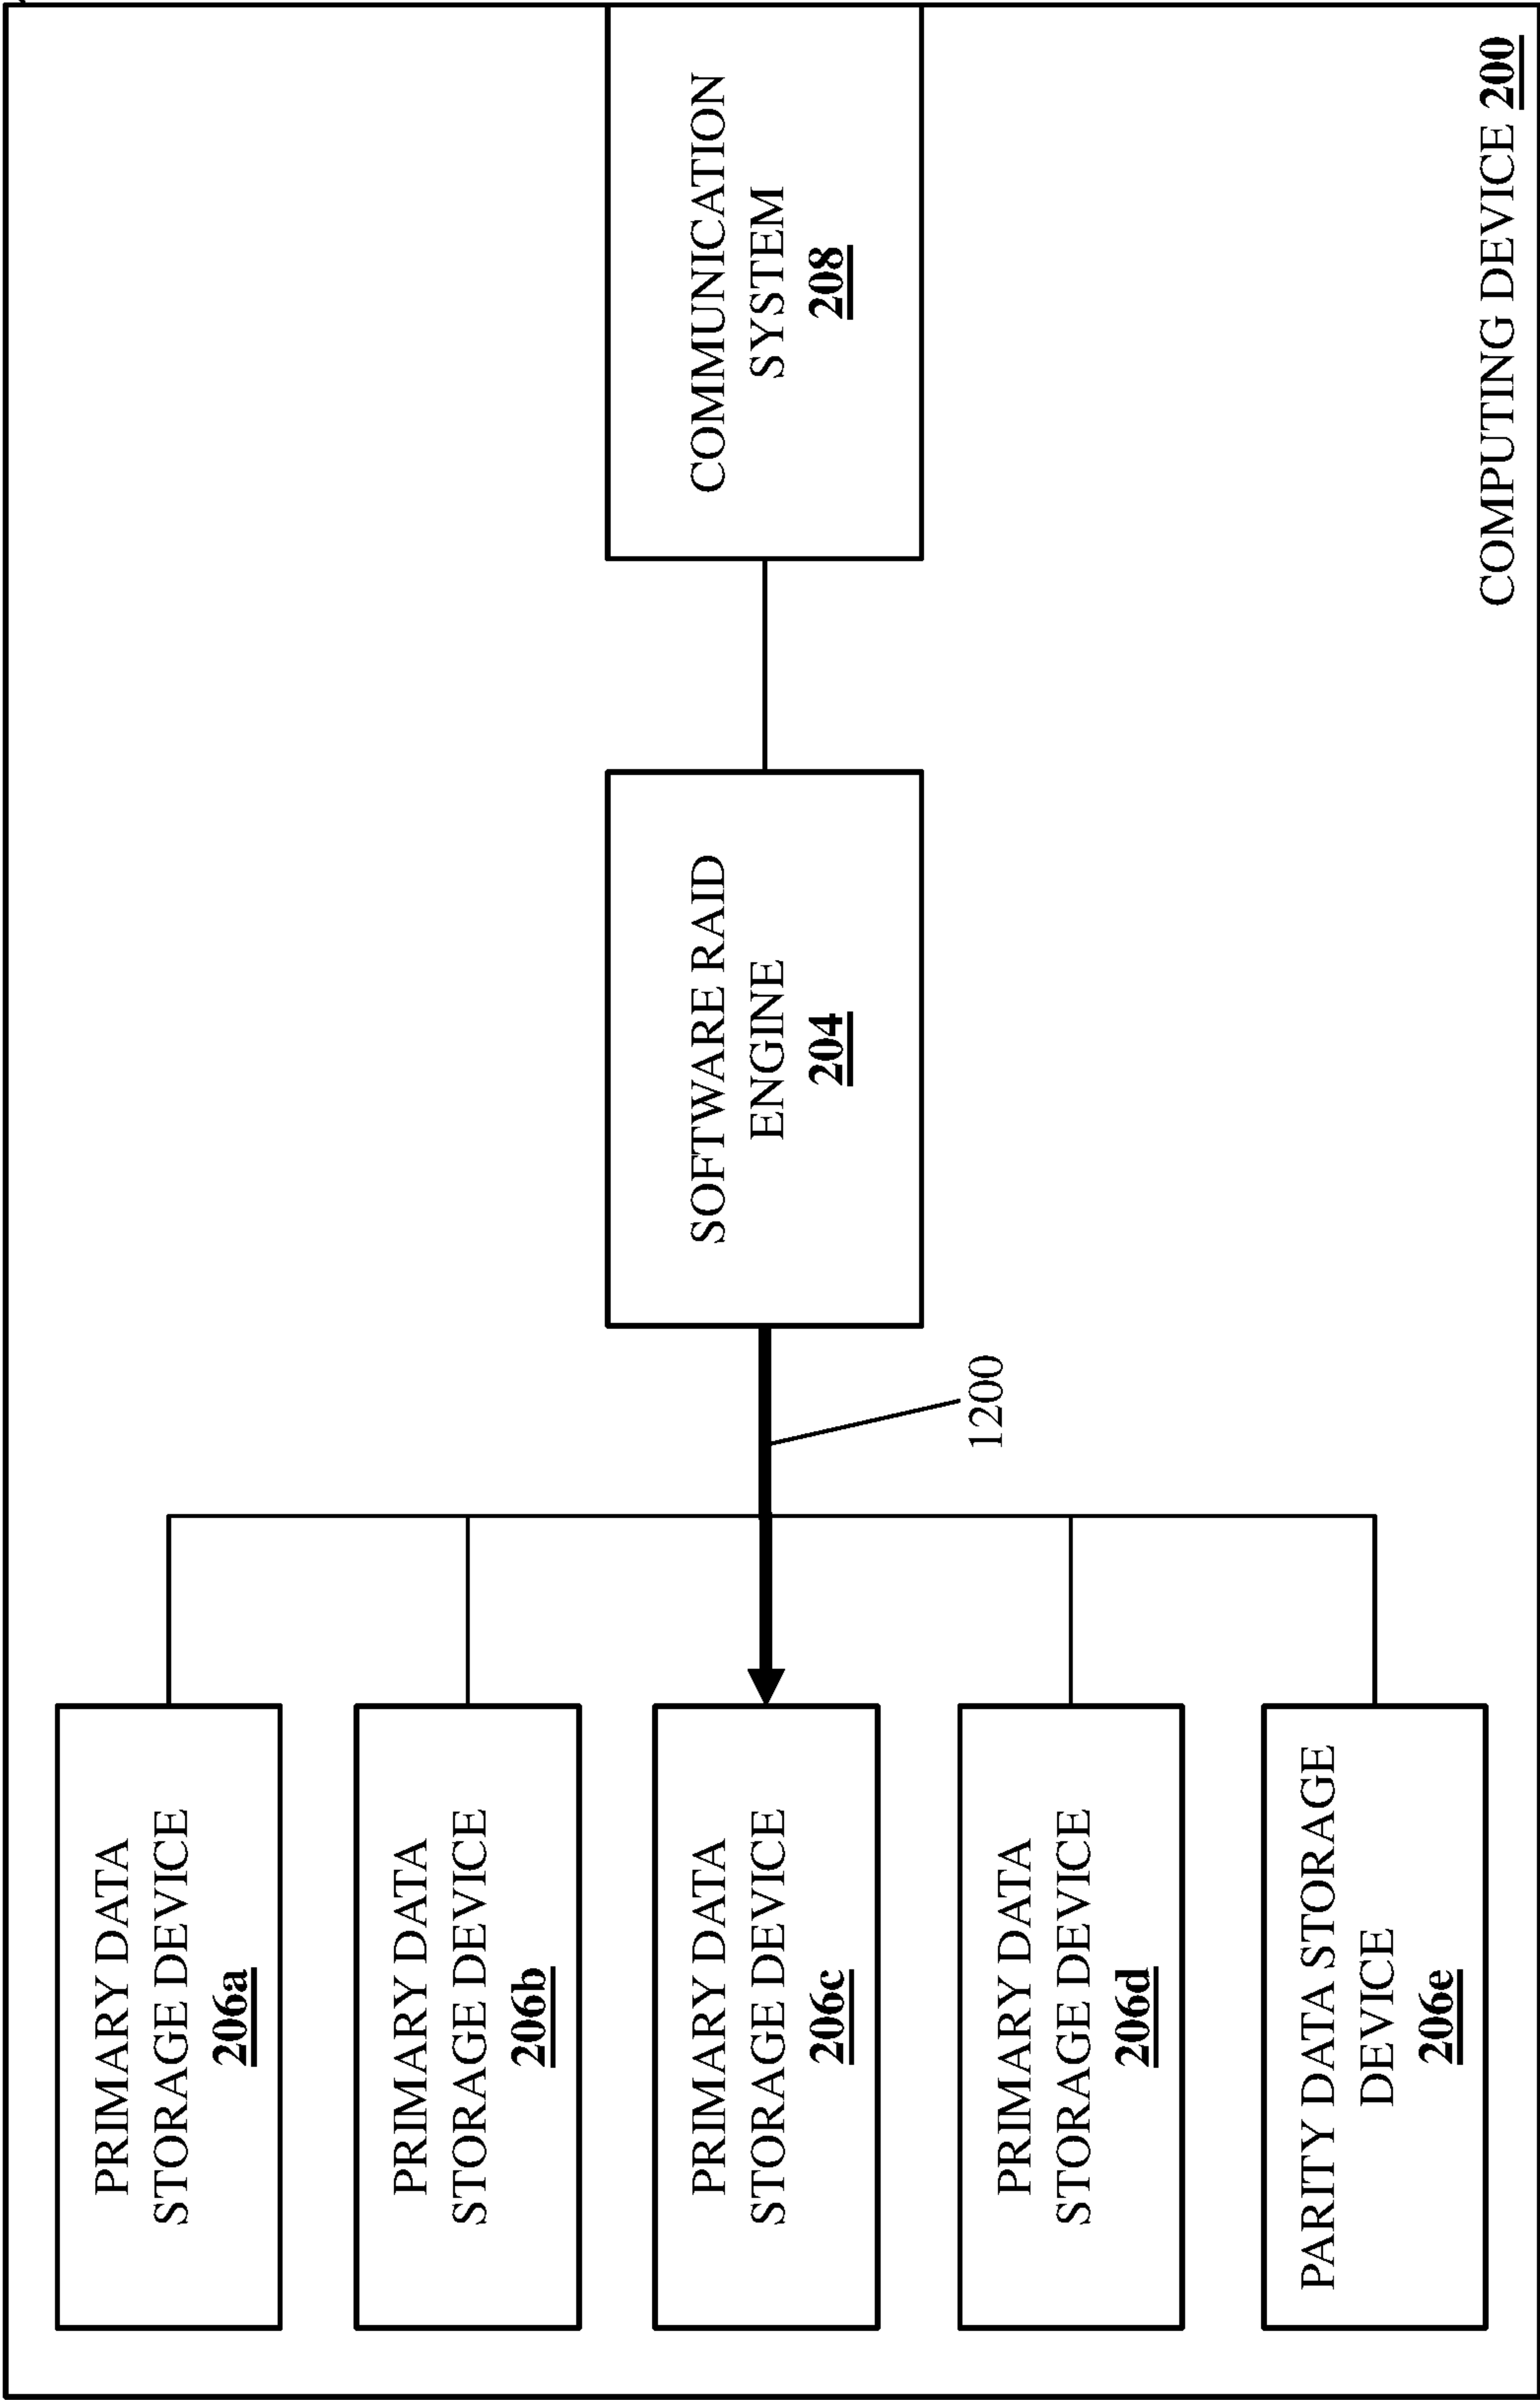 COMPUTING DEVICE 200
COMMUNICATION
SYSTEM
208
SOFTWARE RAID
ENGINE
204
1200
PRIMARY DATA
STORAGE DEVICE
206a
PRIMARY DATA
STORAGE DEVICE
206b
PRIMARY DATA
STORAGE DEVICE
206c
PRIMARY DATA
STORAGE DEVICE
206d
PARITY DATA STORAGE
DEVICE
206e